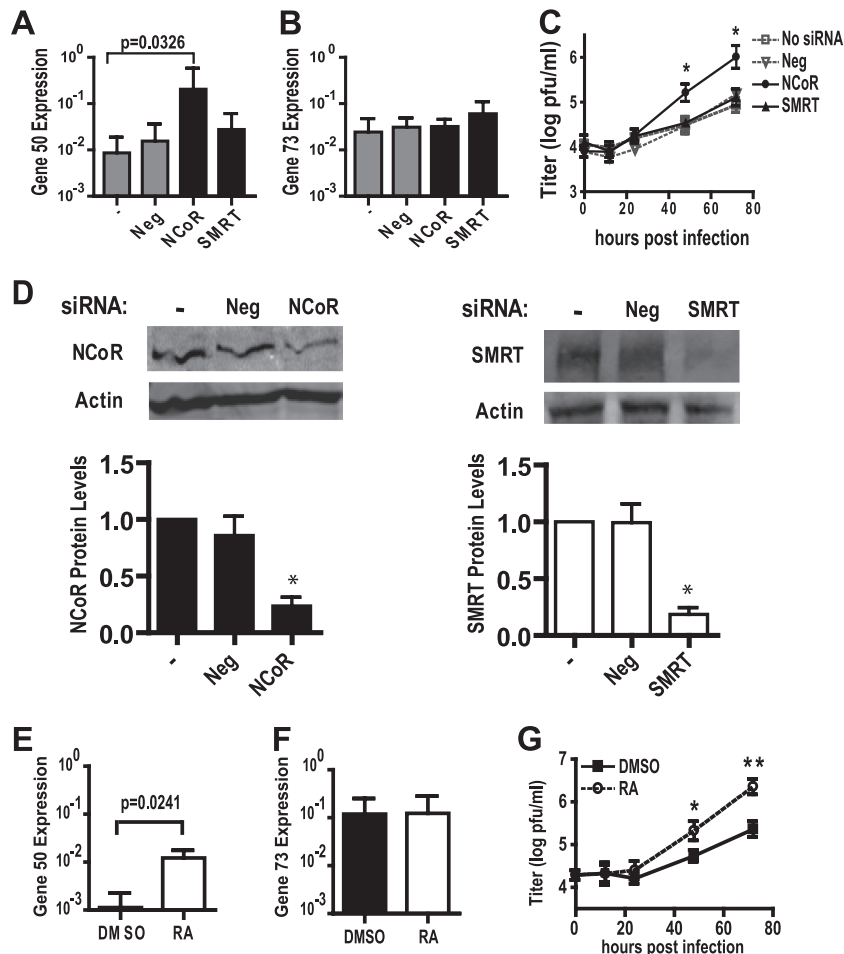 A
p=0.0326
Gene 50 Expression
10^0
10^-1
10^-2
10^-3
-
Neg
NCoR
SMRT
B
Gene 73 Expression
10^0
10^-1
10^-2
10^-3
-
Neg
NCoR
SMRT
C
Titer (log pfu/ml)
6
5
4
3
0 20 40 60 80
hours post infection
* *
No siRNA
Neg
NCoR
SMRT
D
siRNA: - Neg NCoR
NCoR
Actin
NCoR Protein Levels
1.5
1.0
0.5
0.0
*
-
Neg
NCoR
siRNA: - Neg SMRT
SMRT
Actin
SMRT Protein Levels
1.5
1.0
0.5
0.0
*
-
Neg
SMRT
E
Gene 50 Expression
10^0
10^-1
10^-2
10^-3
p=0.0241
DMSO RA
F
Gene 73 Expression
10^0
10^-1
10^-2
10^-3
DMSO RA
G
Titer (log pfu/ml)
7
6
5
4
DMSO
RA
* **
0 20 40 60 80
hours post infection